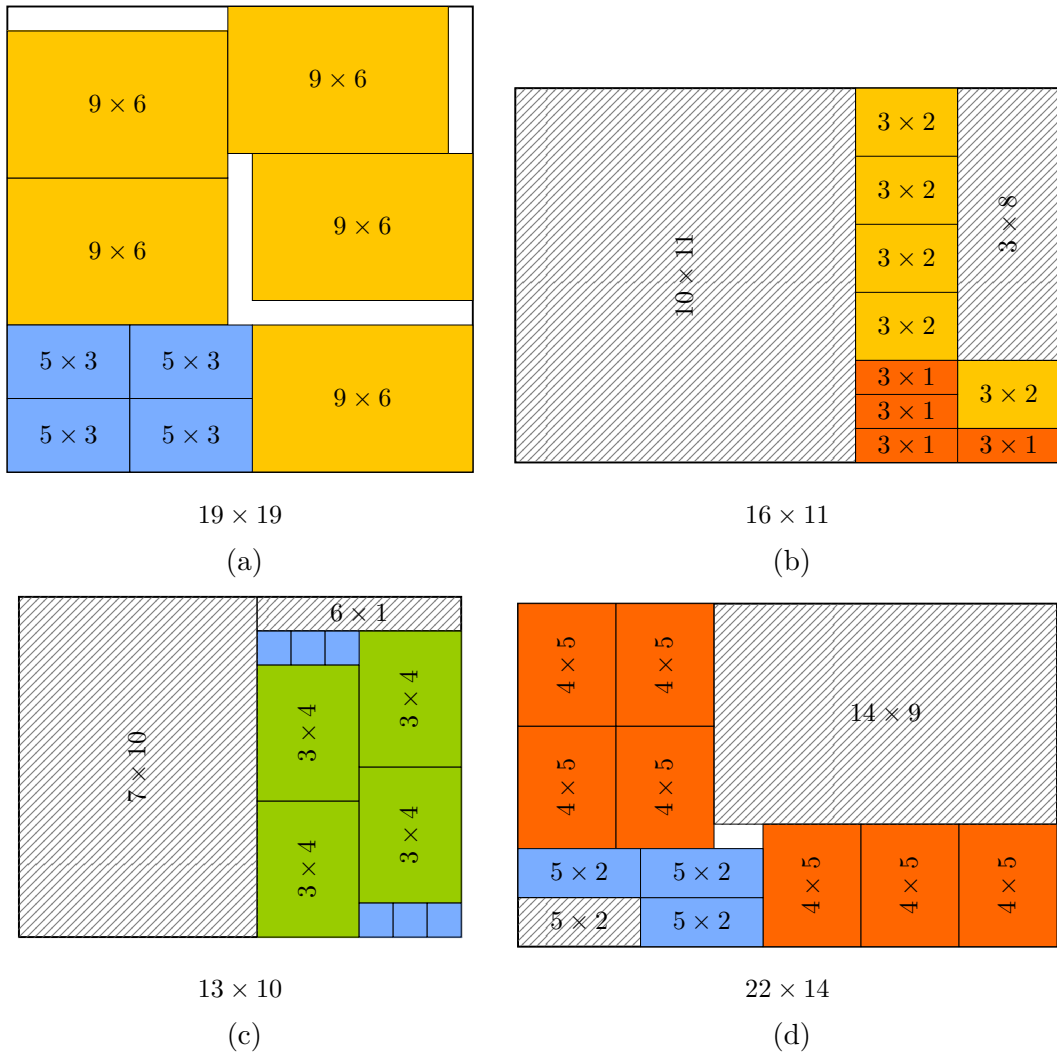 9 × 6
9 × 6
9 × 6
9 × 6
5 × 3
5 × 3
5 × 3
5 × 3
9 × 6
19 × 19
(a)
10 × 11
3 × 2
3 × 2
3 × 2
3 × 2
3 × 8
3 × 1
3 × 1
3 × 2
3 × 1
3 × 1
16 × 11
(b)
7 × 10
6 × 1
3 × 4
3 × 4
3 × 4
3 × 4
13 × 10
(c)
4 × 5
4 × 5
14 × 9
4 × 5
4 × 5
5 × 2
5 × 2
5 × 2
5 × 2
4 × 5
4 × 5
4 × 5
22 × 14
(d)